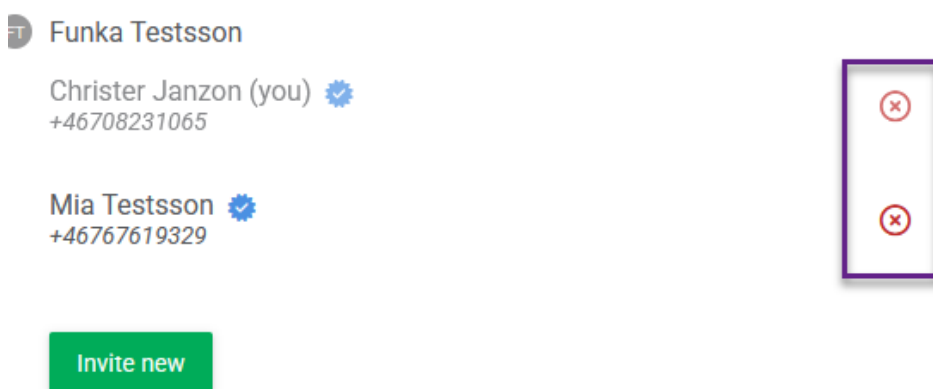 FT Funka Testsson
Christer Janzon (you)
+46708231065
Mia Testsson
+46767619329
Invite new